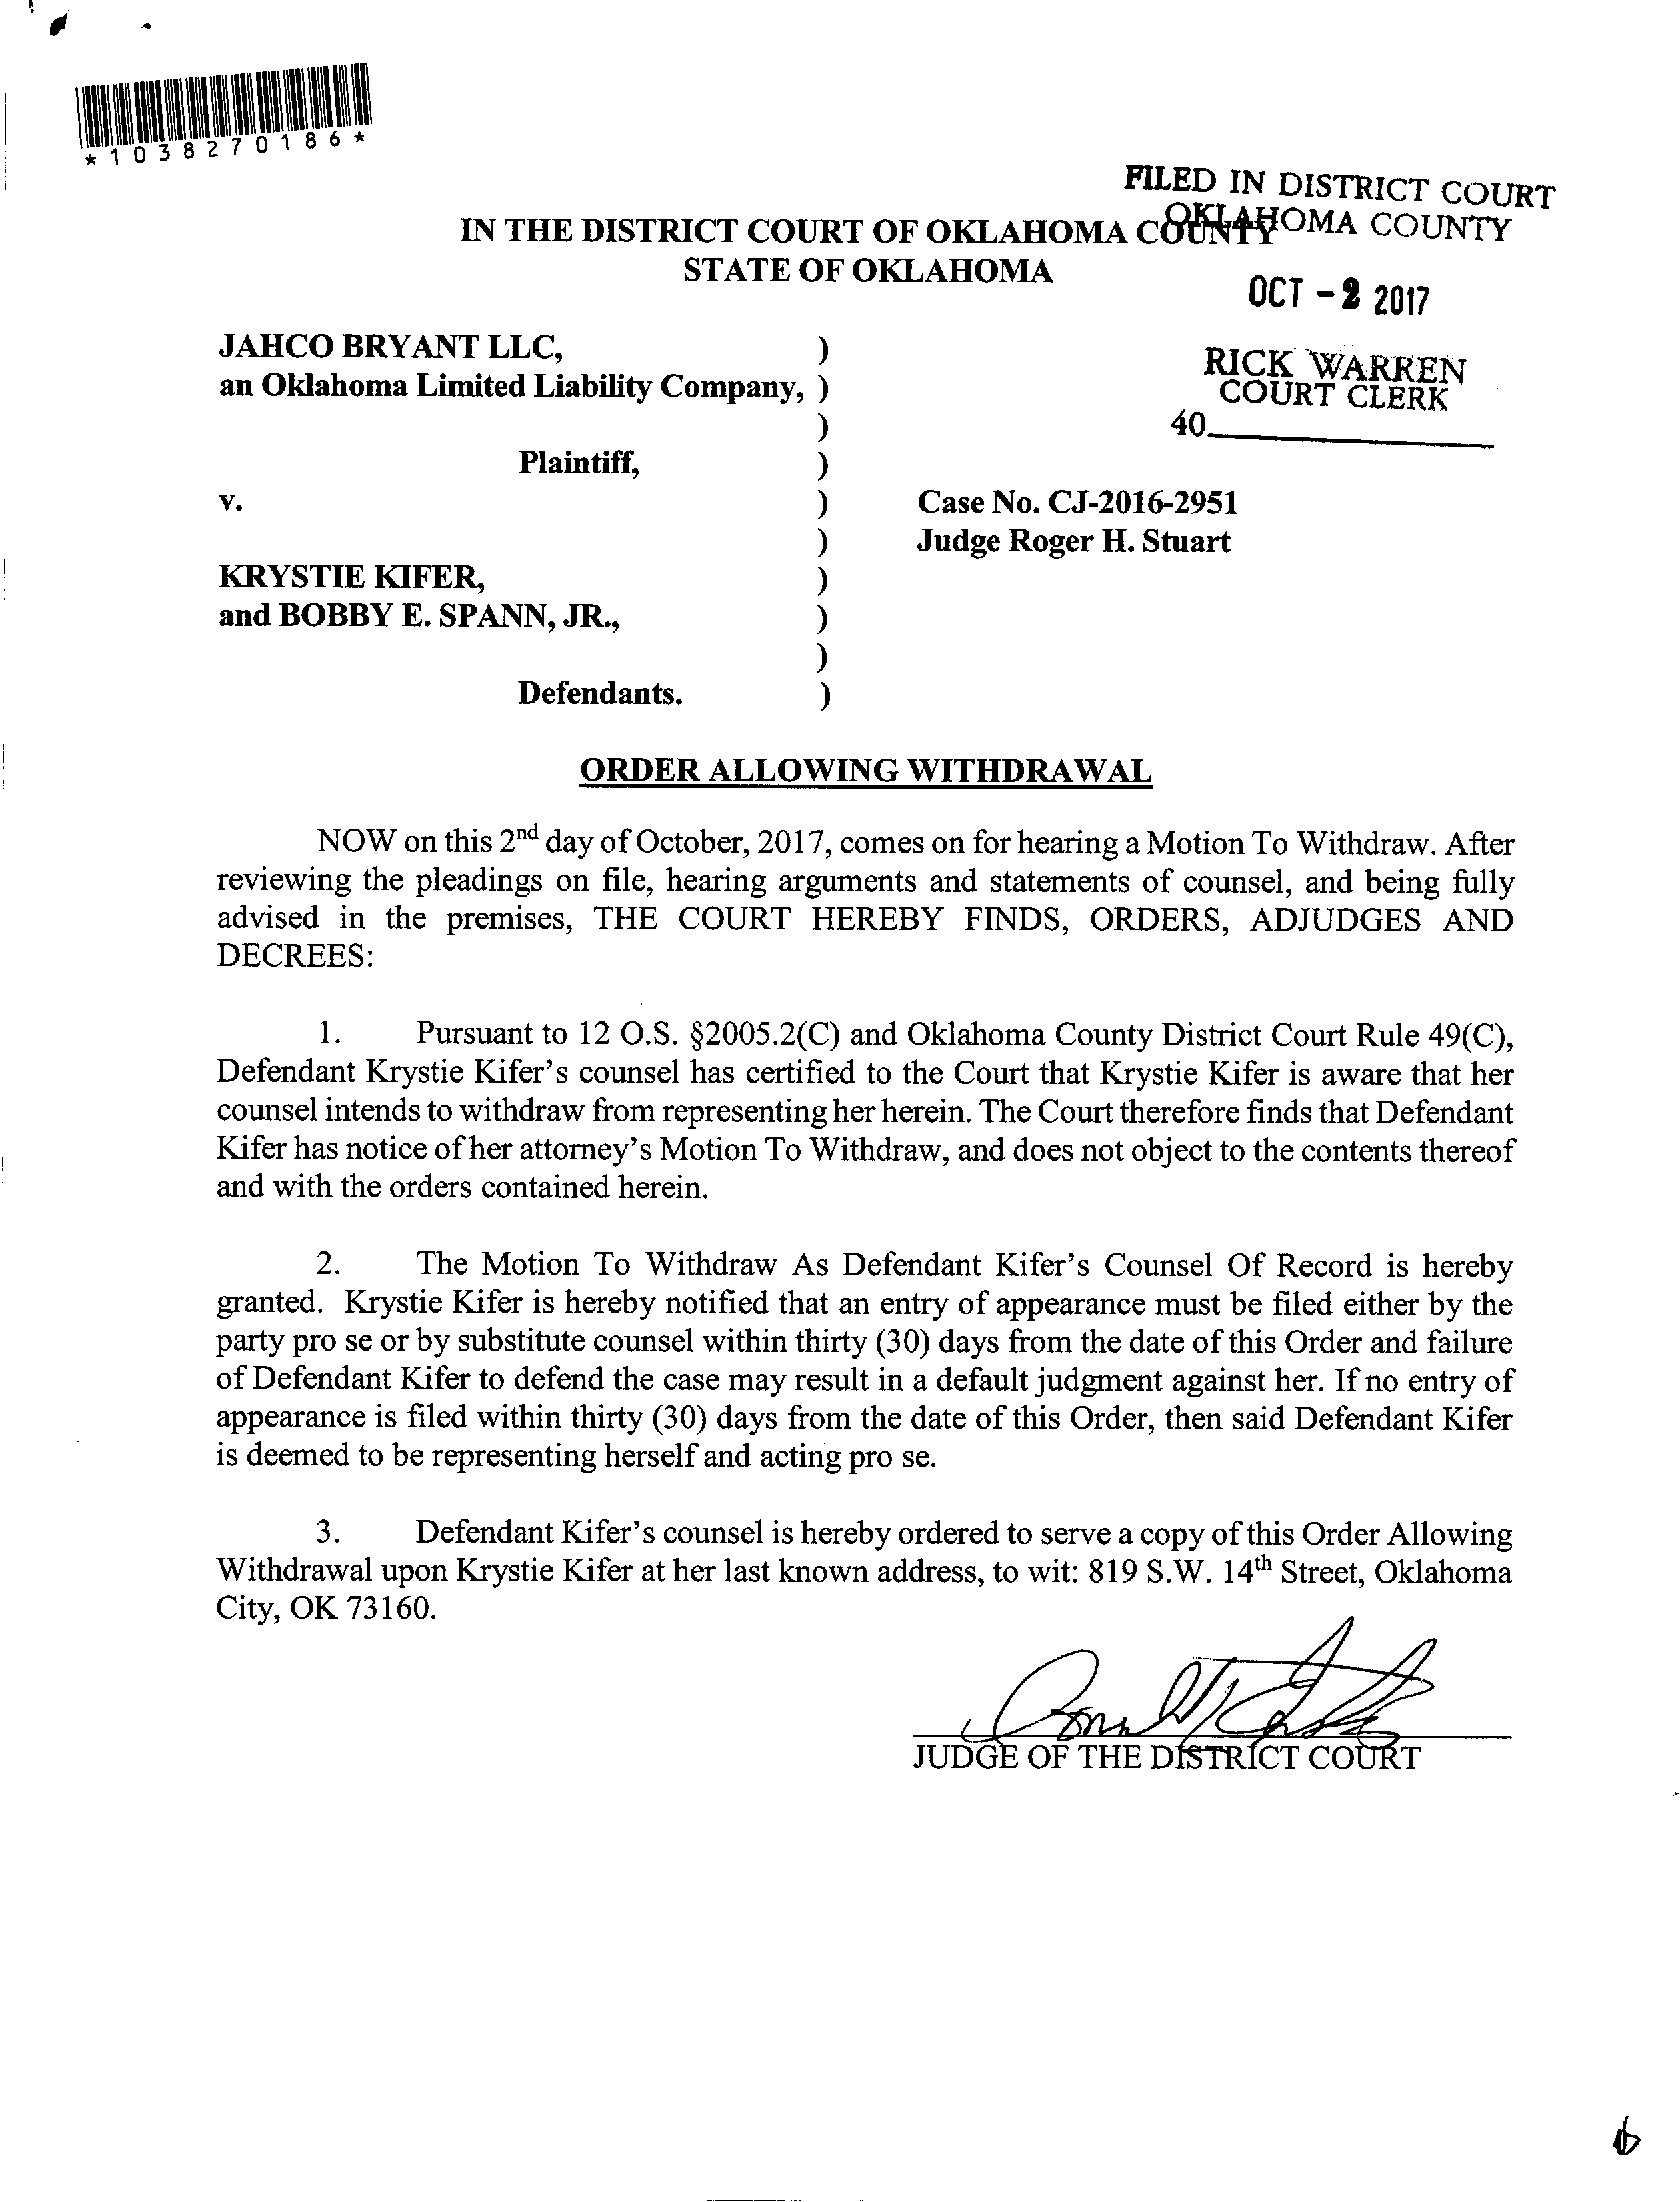 *1038270186*
FILED IN DISTRICT COURT
OKLAHOMA COUNTY
IN THE DISTRICT COURT OF OKLAHOMA COUNTY
STATE OF OKLAHOMA
OCT -2 2017
JAHCO BRYANT LLC, )
an Oklahoma Limited Liability Company, )
RICK WARREN
COURT CLERK
)
40
Plaintiff, )
v. ) Case No. CJ-2016-2951
) Judge Roger H. Stuart
KRYSTIE KIFER, )
and BOBBY E. SPANN, JR., )
)
Defendants. )
ORDER ALLOWING WITHDRAWAL
NOW on this 2nd day of October, 2017, comes on for hearing a Motion To Withdraw. After
reviewing the pleadings on file, hearing arguments and statements of counsel, and being fully
advised in the premises, THE COURT HEREBY FINDS, ORDERS, ADJUDGES AND
DECREES:
1. Pursuant to 12 O.S. §2005.2(C) and Oklahoma County District Court Rule 49(C),
Defendant Krystie Kifer's counsel has certified to the Court that Krystie Kifer is aware that her
counsel intends to withdraw from representing her herein. The Court therefore finds that Defendant
Kifer has notice of her attorney's Motion To Withdraw, and does not object to the contents thereof
and with the orders contained herein.
2. The Motion To Withdraw As Defendant Kifer's Counsel Of Record is hereby
granted. Krystie Kifer is hereby notified that an entry of appearance must be filed either by the
party pro se or by substitute counsel within thirty (30) days from the date of this Order and failure
of Defendant Kifer to defend the case may result in a default judgment against her. If no entry of
appearance is filed within thirty (30) days from the date of this Order, then said Defendant Kifer
is deemed to be representing herself and acting pro se.
3. Defendant Kifer's counsel is hereby ordered to serve a copy of this Order Allowing
Withdrawal upon Krystie Kifer at her last known address, to wit: 819 S.W. 14th Street, Oklahoma
City, OK 73160.
JUDGE OF THE DISTRICT COURT